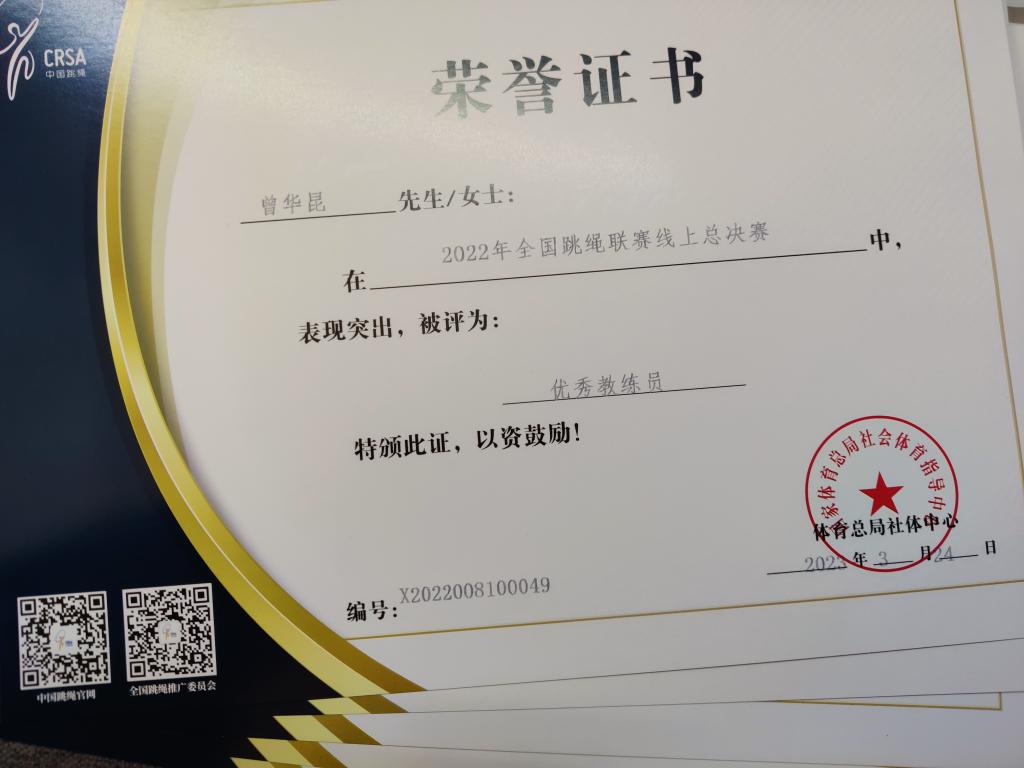 CRSA
中国跳绳
荣誉证书
曾华昆 先生/女士：
在 2022年全国跳绳联赛线上总决赛 中，
表现突出，被评为：
优秀教练员
特颁此证，以资鼓励！
国家体育总局社会体育指导中心
体育总局社体中心
2023 年 3 月 24 日
编号：X2022008100049
中国跳绳官网
全国跳绳推广委员会